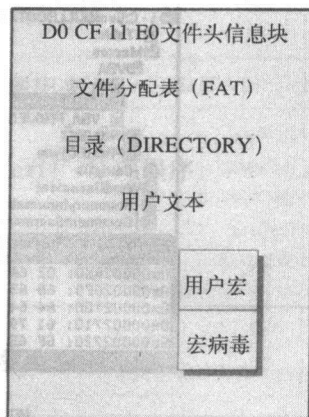 D0 CF 11 E0文件头信息块
文件分配表（FAT）
目录（DIRECTORY）
用户文本
用户宏
宏病毒